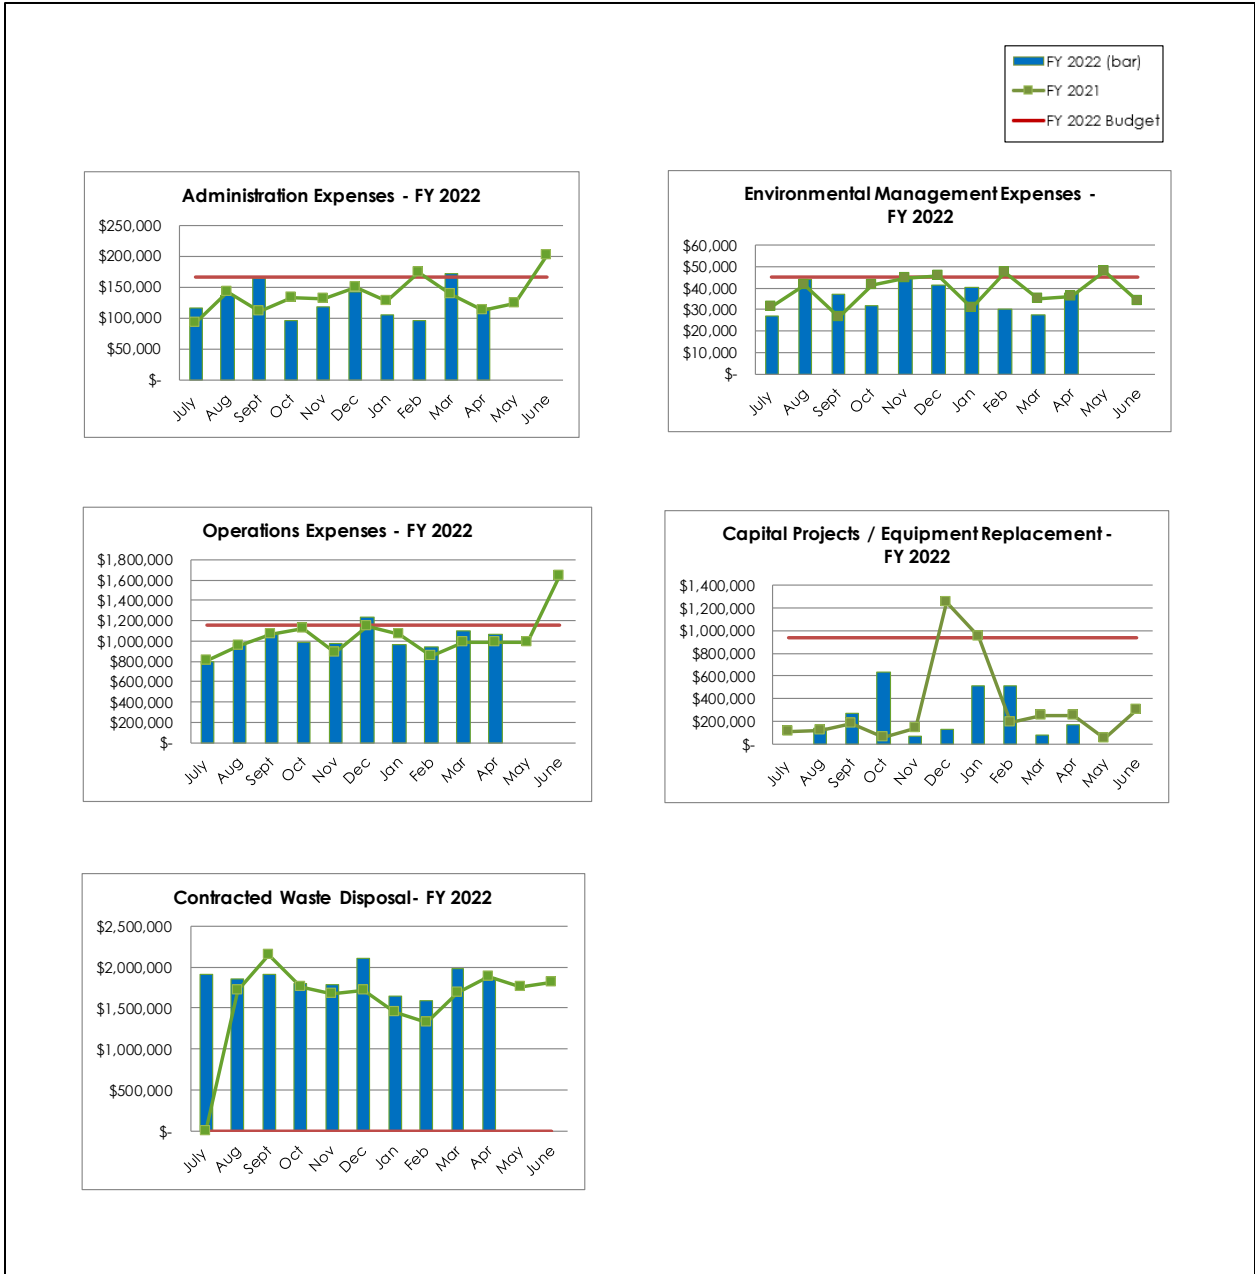 FY 2022 (bar)
FY 2021
FY 2022 Budget
Administration Expenses - FY 2022
$250,000
$200,000
$150,000
$100,000
$50,000
$-
July Aug Sept Oct Nov Dec Jan Feb Mar Apr May June
Environmental Management Expenses -
FY 2022
$60,000
$50,000
$40,000
$30,000
$20,000
$10,000
$-
July Aug Sept Oct Nov Dec Jan Feb Mar Apr May June
Operations Expenses - FY 2022
$1,800,000
$1,600,000
$1,400,000
$1,200,000
$1,000,000
$800,000
$600,000
$400,000
$200,000
$-
July Aug Sept Oct Nov Dec Jan Feb Mar Apr May June
Capital Projects / Equipment Replacement -
FY 2022
$1,400,000
$1,200,000
$1,000,000
$800,000
$600,000
$400,000
$200,000
$-
July Aug Sept Oct Nov Dec Jan Feb Mar Apr May June
Contracted Waste Disposal- FY 2022
$2,500,000
$2,000,000
$1,500,000
$1,000,000
$500,000
$-
July Aug Sept Oct Nov Dec Jan Feb Mar Apr May June